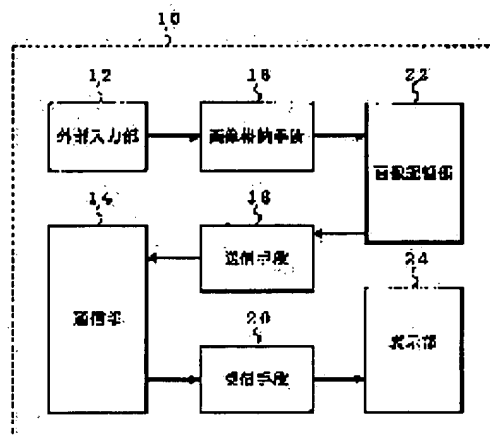 10
12
16
22
外部入力部
画像格納手段
画像記憶部
14
18
送信手段
24
通信部
20
受信手段
表示部